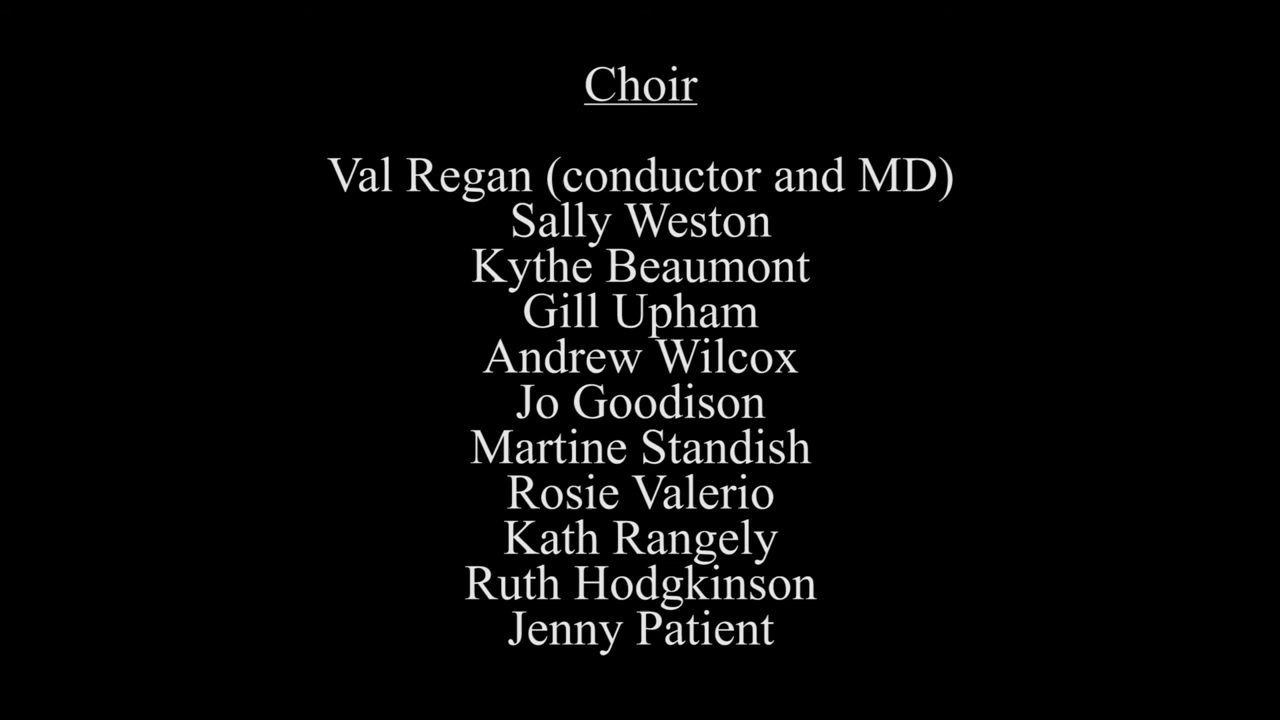 Choir
Val Regan (conductor and MD)
Sally Weston
Kythe Beaumont
Gill Upham
Andrew Wilcox
Jo Goodison
Martine Standish
Rosie Valerio
Kath Rangely
Ruth Hodgkinson
Jenny Patient